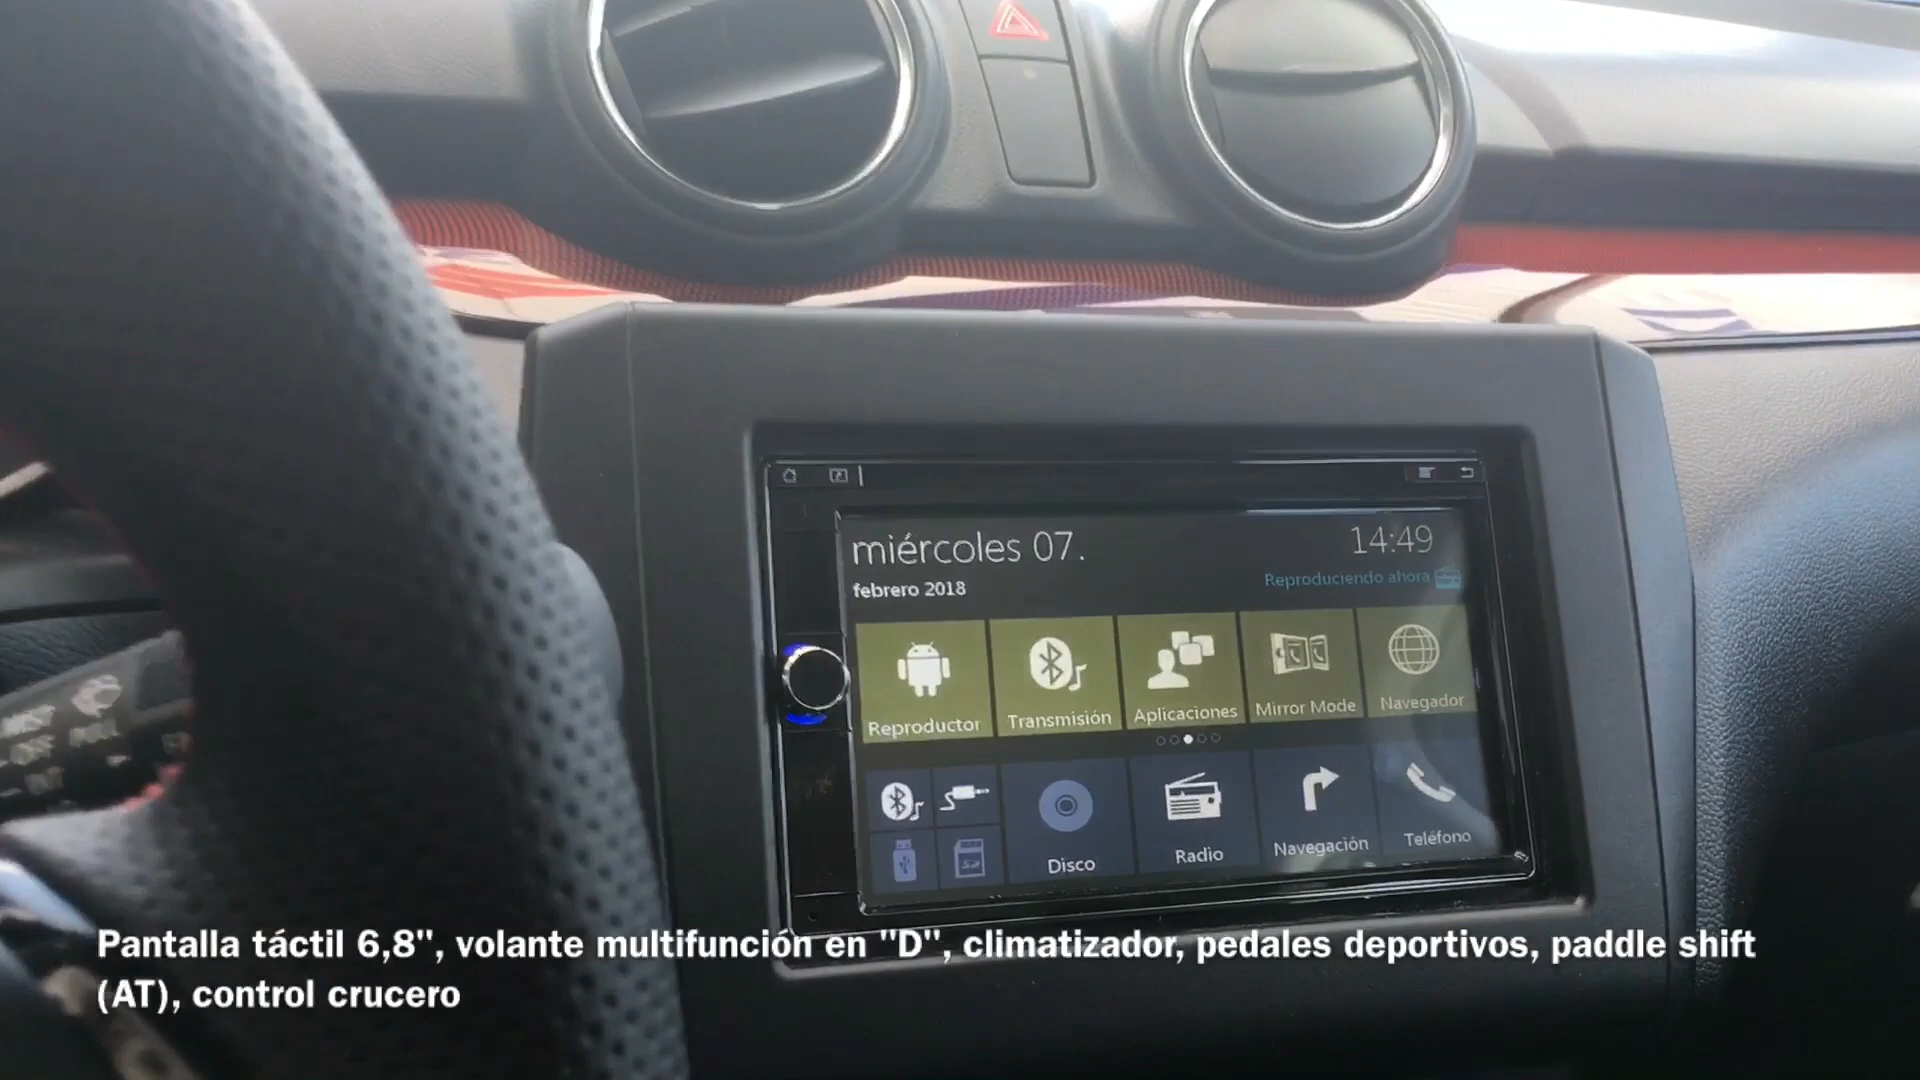 miércoles 07.
14:49
febrero 2018
Reproduciendo ahora
Reproductor
Transmisión
Aplicaciones
Mirror Mode
Navegador
Disco
Radio
Navegación
Teléfono
OFF
Pantalla táctil 6,8", volante multifunción en "D", climatizador, pedales deportivos, paddle shift
(AT), control crucero